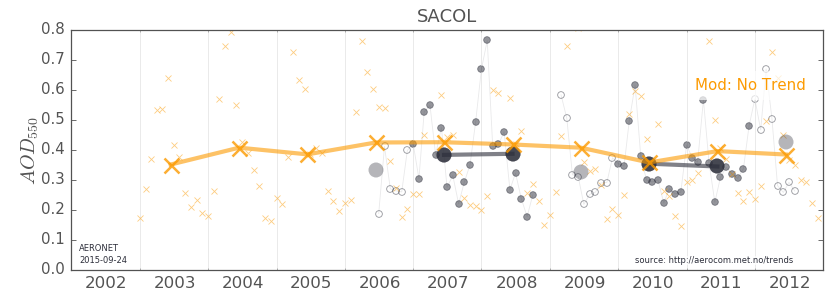 SACOL
0.8
0.7
0.6
0.5
0.4
0.3
0.2
0.1
0.0
AOD550
Mod: No Trend
AERONET
2015-09-24
source: http://aerocom.met.no/trends
2002 2003 2004 2005 2006 2007 2008 2009 2010 2011 2012